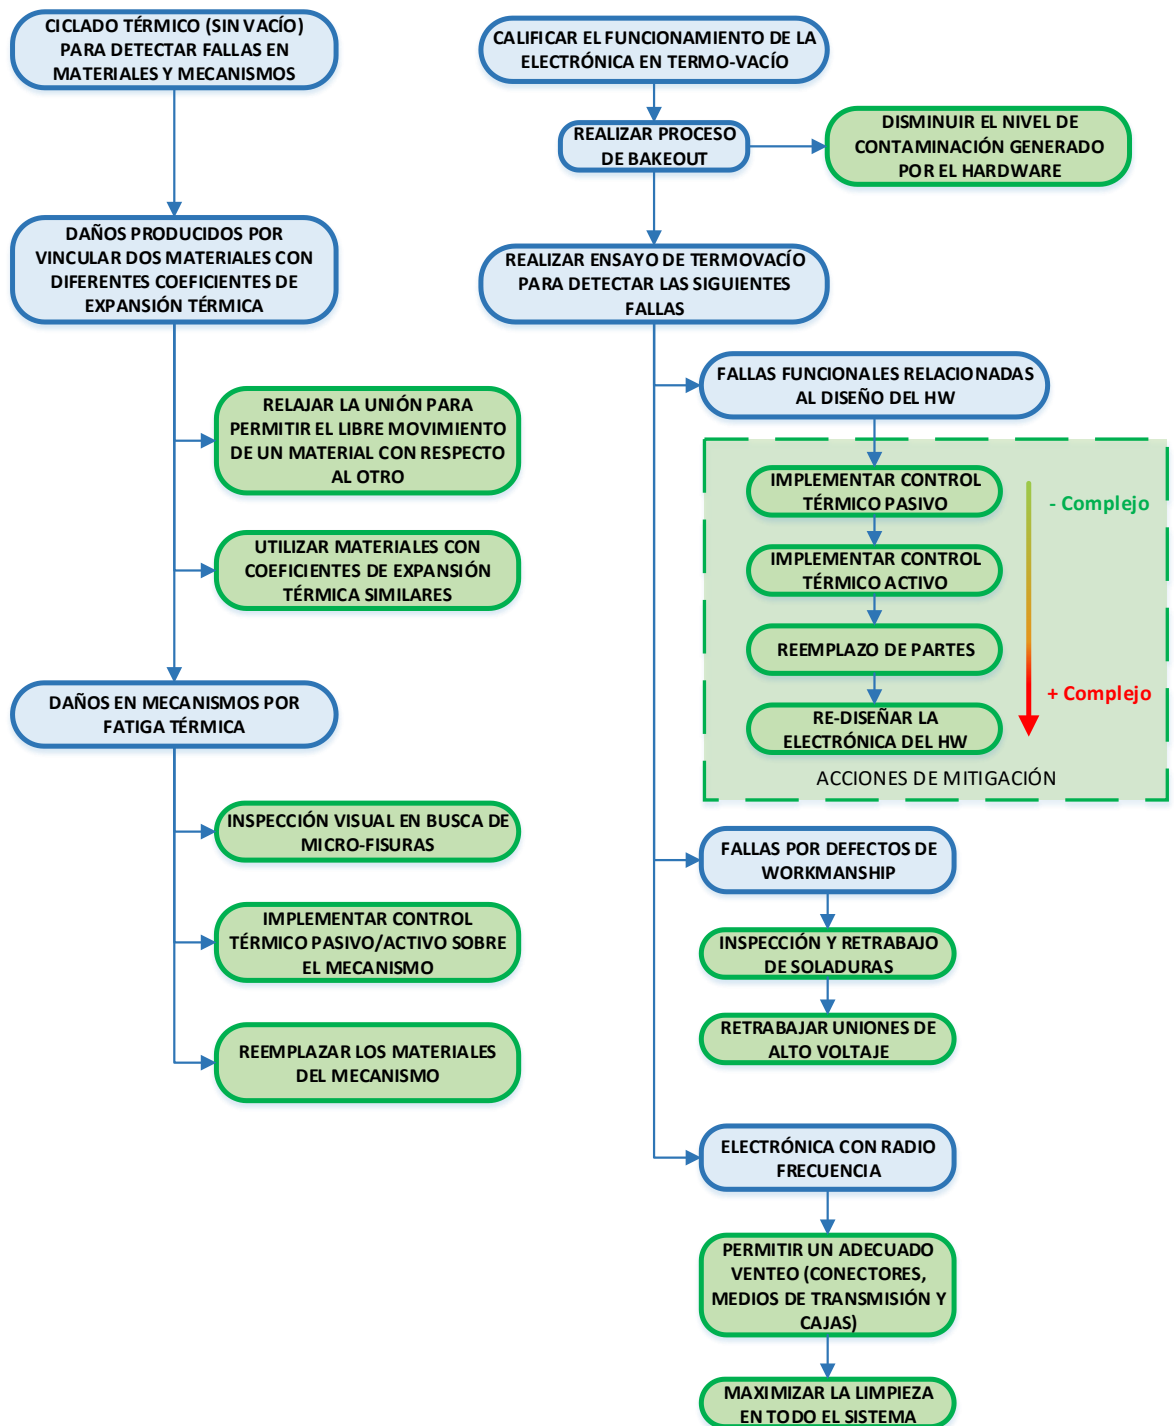 CICLADO TÉRMICO (SIN VACÍO)
PARA DETECTAR FALLAS EN
MATERIALES Y MECANISMOS
DAÑOS PRODUCIDOS POR
VINCULAR DOS MATERIALES CON
DIFERENTES COEFICIENTES DE
EXPANSIÓN TÉRMICA
RELAJAR LA UNIÓN PARA
PERMITIR EL LIBRE MOVIMIENTO
DE UN MATERIAL CON RESPECTO
AL OTRO
UTILIZAR MATERIALES CON
COEFICIENTES DE EXPANSIÓN
TÉRMICA SIMILARES
DAÑOS EN MECANISMOS POR
FATIGA TÉRMICA
INSPECCIÓN VISUAL EN BUSCA DE
MICRO-FISURAS
IMPLEMENTAR CONTROL
TÉRMICO PASIVO/ACTIVO SOBRE
EL MECANISMO
REEMPLAZAR LOS MATERIALES
DEL MECANISMO
CALIFICAR EL FUNCIONAMIENTO DE LA
ELECTRÓNICA EN TERMO-VACÍO
REALIZAR PROCESO
DE BAKEOUT
DISMINUIR EL NIVEL DE
CONTAMINACIÓN GENERADO
POR EL HARDWARE
REALIZAR ENSAYO DE TERMOVACÍO
PARA DETECTAR LAS SIGUIENTES
FALLAS
FALLAS FUNCIONALES RELACIONADAS
AL DISEÑO DEL HW
IMPLEMENTAR CONTROL
TÉRMICO PASIVO
- Complejo
IMPLEMENTAR CONTROL
TÉRMICO ACTIVO
REEMPLAZO DE PARTES
+ Complejo
RE-DISEÑAR LA
ELECTRÓNICA DEL HW
ACCIONES DE MITIGACIÓN
FALLAS POR DEFECTOS DE
WORKMANSHIP
INSPECCIÓN Y RETRABAJO
DE SOLADURAS
RETRABAJAR UNIONES DE
ALTO VOLTAJE
ELECTRÓNICA CON RADIO
FRECUENCIA
PERMITIR UN ADECUADO
VENTEO (CONECTORES,
MEDIOS DE TRANSMISIÓN Y
CAJAS)
MAXIMIZAR LA LIMPIEZA
EN TODO EL SISTEMA